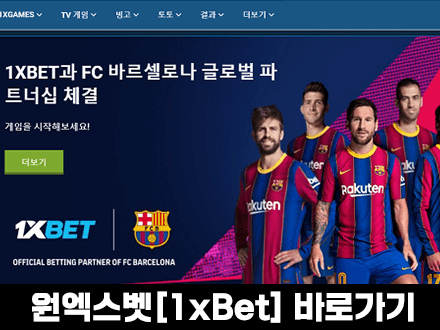 1XGAMES TV 게임 빙고 토토 결과 더보기
1XBET과 FC 바르셀로나 글로벌 파
트너십 체결
게임을 시작해보세요!
더보기
Rakuten
Rakuten
Rakuten
1XBET
FCB
OFFICIAL BETTING PARTNER OF FC BARCELONA
원엑스벳[1xBet] 바로가기